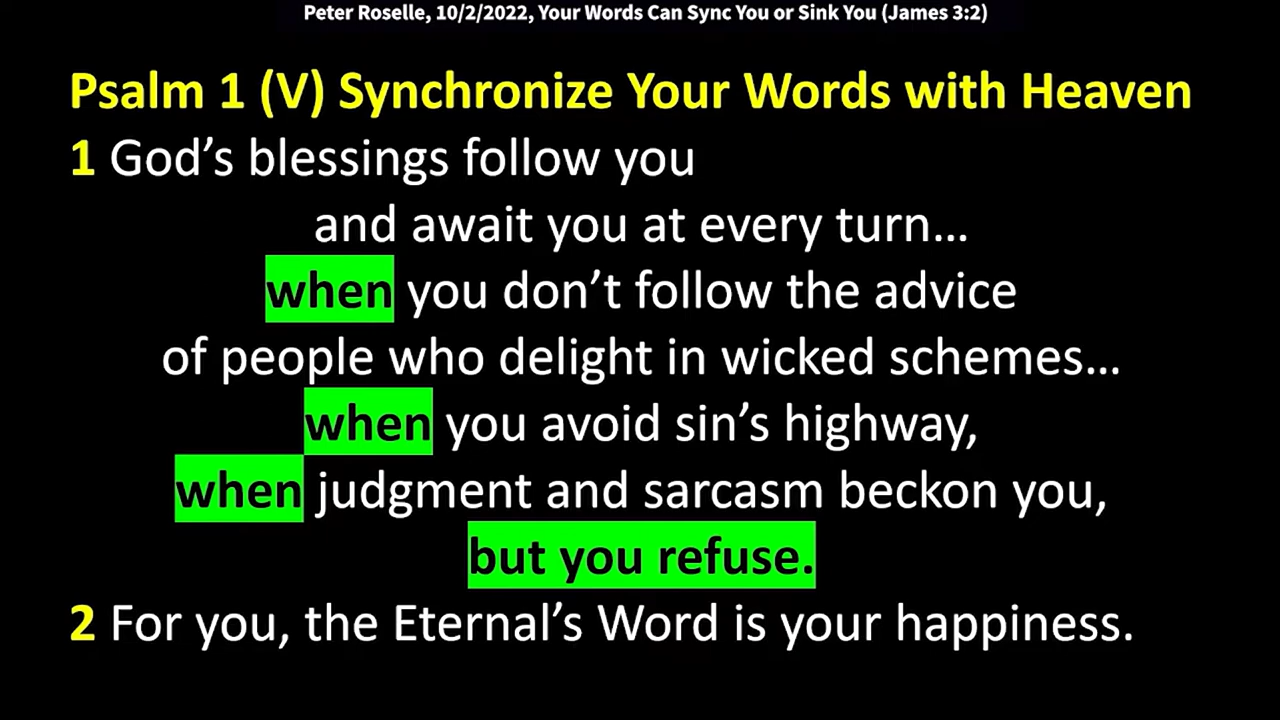 Peter Roselle, 10/2/2022, Your Words Can Sync You or Sink You (James 3:2)
Psalm 1 (V) Synchronize Your Words with Heaven
1 God’s blessings follow you
and await you at every turn…
when you don’t follow the advice
of people who delight in wicked schemes…
when you avoid sin’s highway,
when judgment and sarcasm beckon you,
but you refuse.
2 For you, the Eternal’s Word is your happiness.